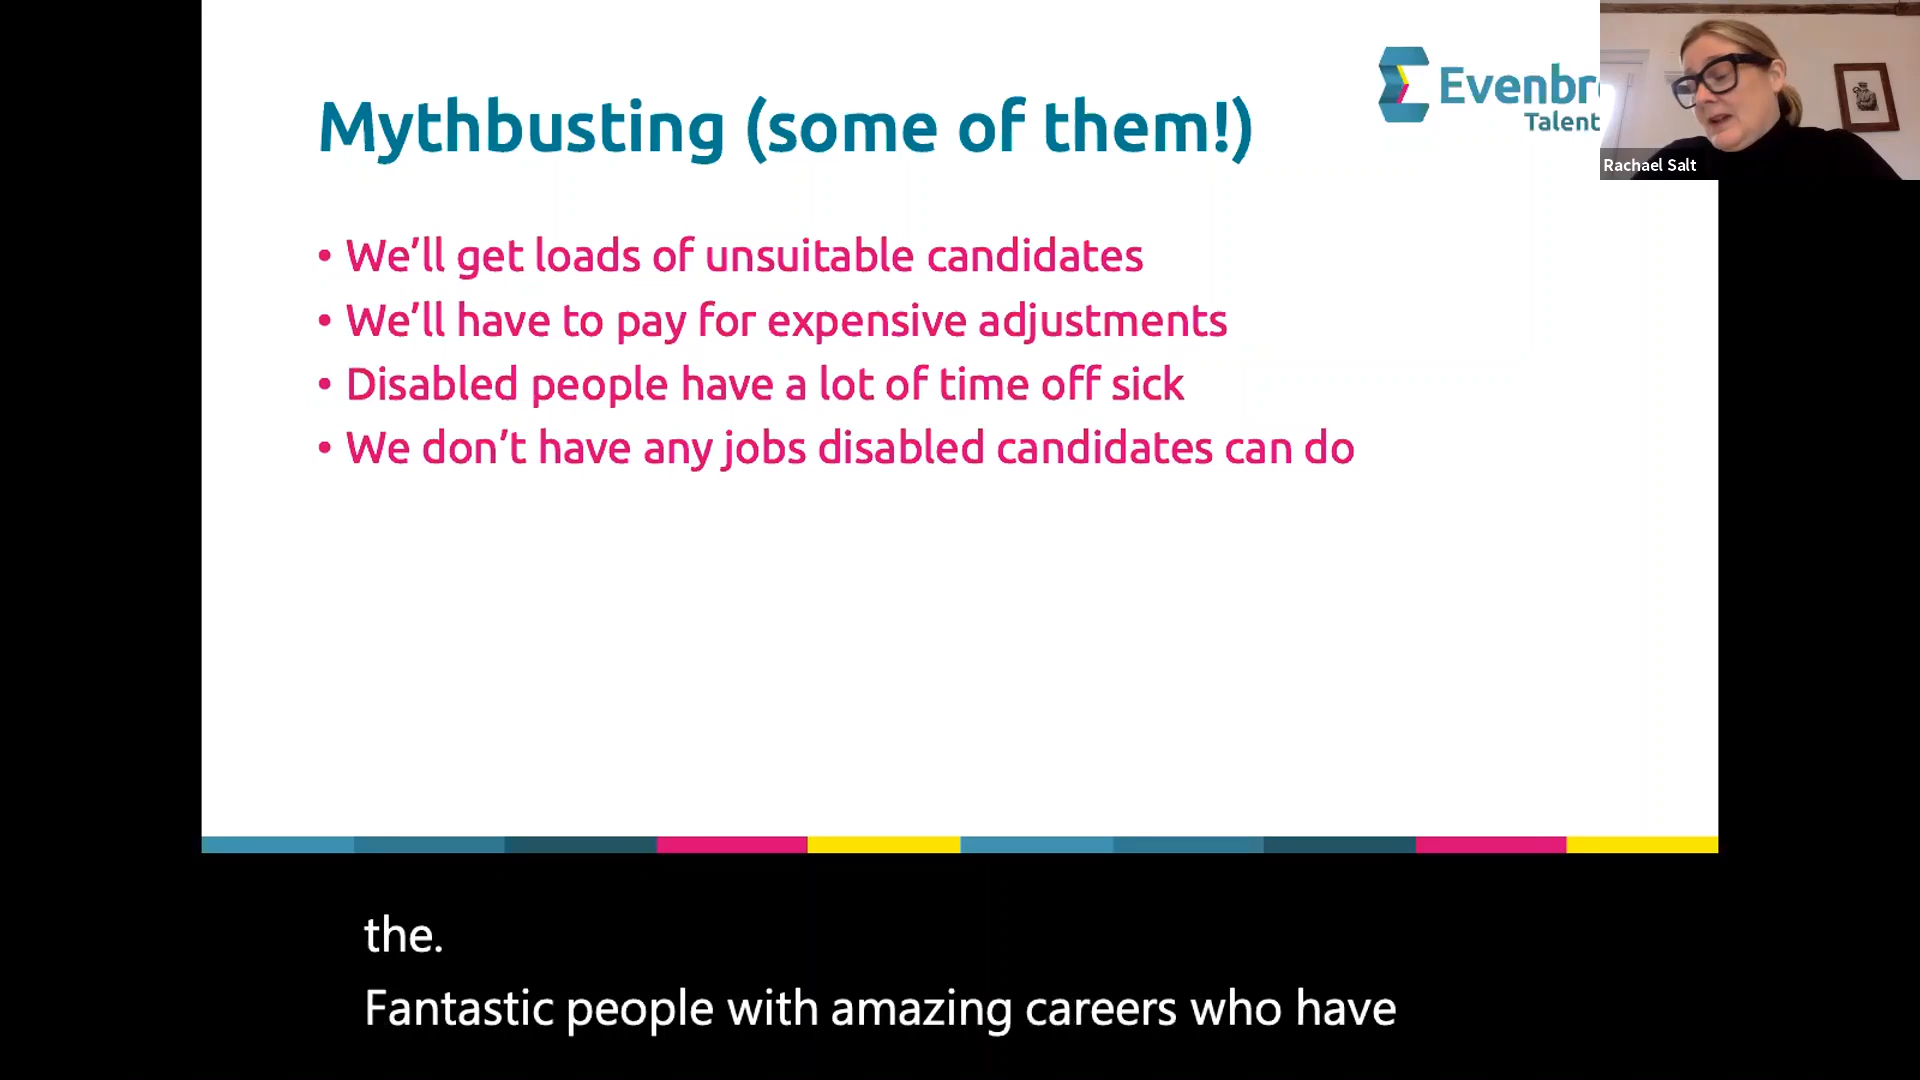 Mythbusting (some of them!)
Evenbr
Talent
Rachael Salt
• We'll get loads of unsuitable candidates
• We'll have to pay for expensive adjustments
• Disabled people have a lot of time off sick
• We don't have any jobs disabled candidates can do
the.
Fantastic people with amazing careers who have